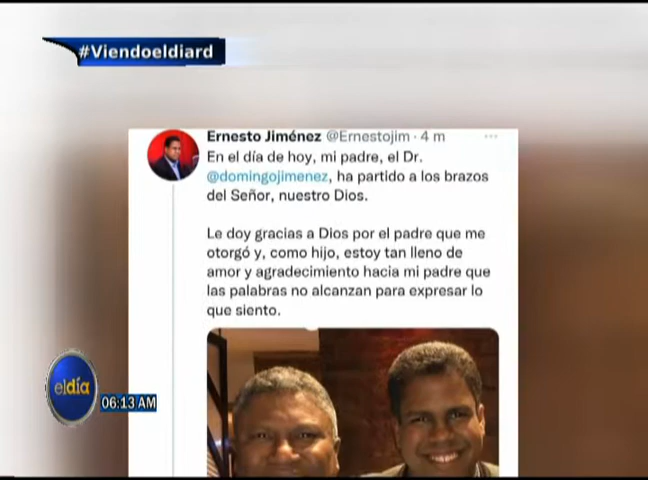 #Viendoeldiard
Ernesto Jiménez @Ernestojim · 4 m
En el día de hoy, mi padre, el Dr.
@domingojimenez, ha partido a los brazos
del Señor, nuestro Dios.
Le doy gracias a Dios por el padre que me
otorgó y, como hijo, estoy tan lleno de
amor y agradecimiento hacia mi padre que
las palabras no alcanzan para expresar lo
que siento.
eldía
06:13 AM